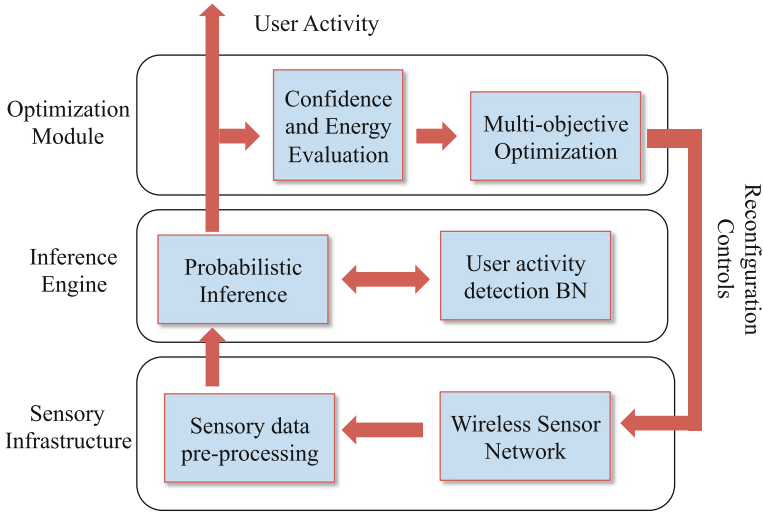 User Activity
Optimization
Module
Confidence
and Energy
Evaluation
Multi-objective
Optimization
Reconfiguration
Controls
Inference
Engine
Probabilistic
Inference
User activity
detection BN
Sensory
Infrastructure
Sensory data
pre-processing
Wireless Sensor
Network